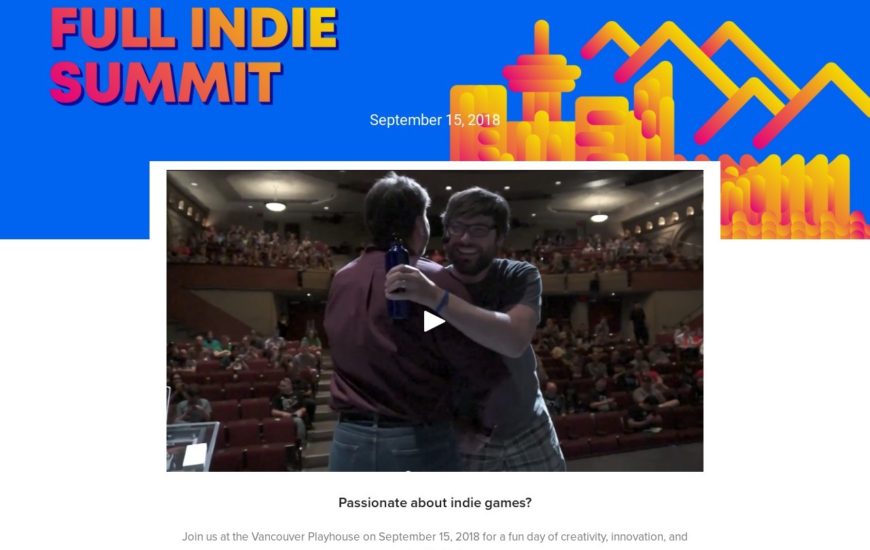 FULL INDIE
SUMMIT
September 15, 2018
Passionate about indie games?
Join us at the Vancouver Playhouse on September 15, 2018 for a fun day of creativity, innovation, and